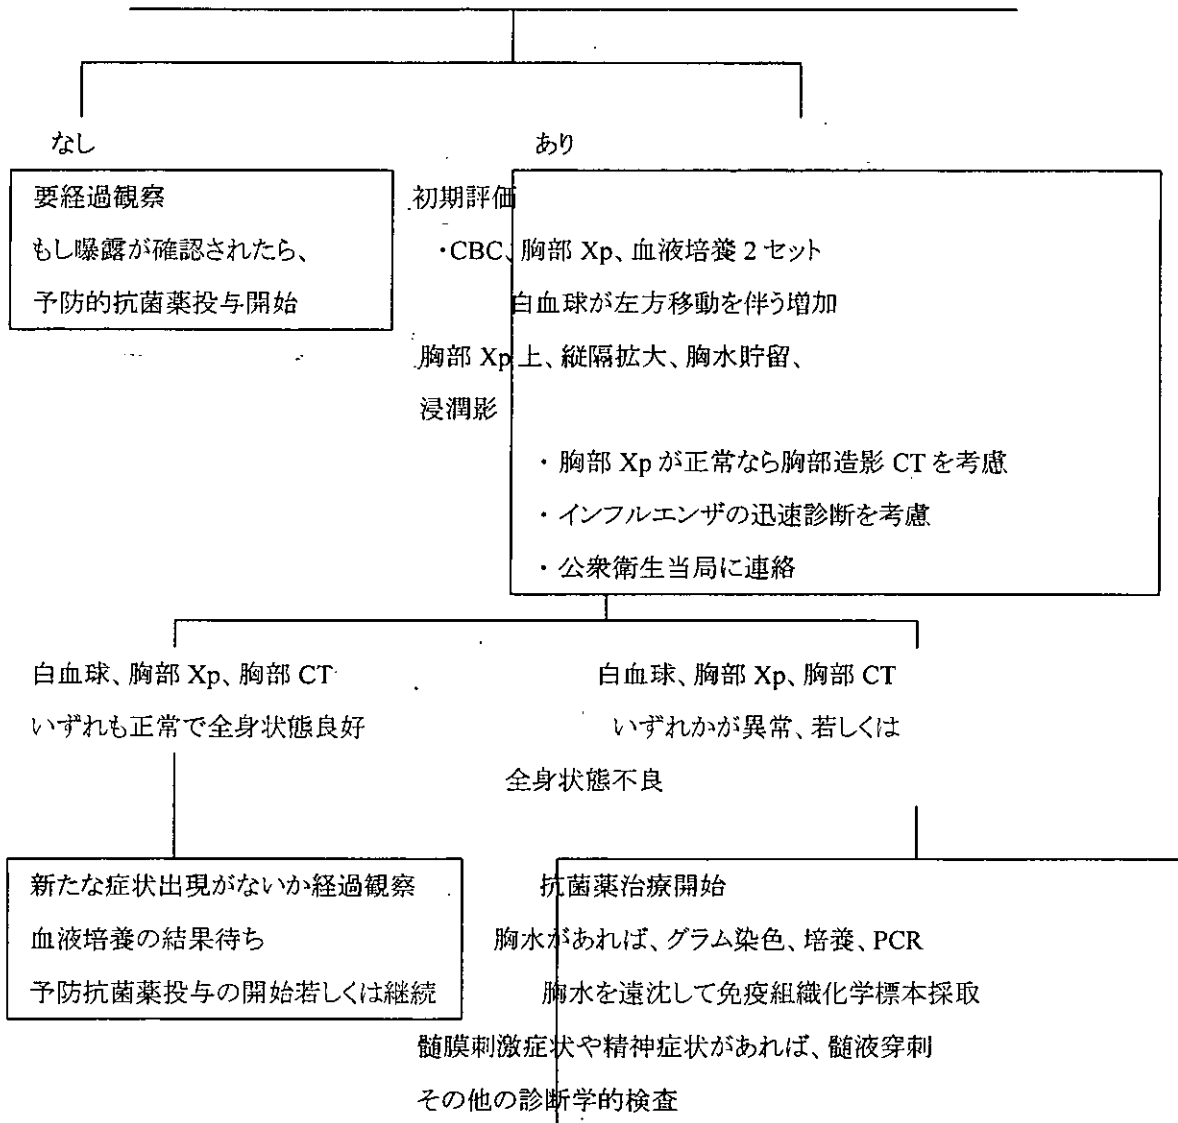 なし
あり
要経過観察
もし曝露が確認されたら、
予防的抗菌薬投与開始
初期評価
・CBC、胸部 Xp、血液培養 2 セット
白血球が左方移動を伴う増加
胸部 Xp 上、縦隔拡大、胸水貯留、
浸潤影
・胸部 Xp が正常なら胸部造影 CT を考慮
・インフルエンザの迅速診断を考慮
・公衆衛生当局に連絡
白血球、胸部 Xp、胸部 CT
いずれも正常で全身状態良好
白血球、胸部 Xp、胸部 CT
いずれかが異常、若しくは
全身状態不良
新たな症状出現がないか経過観察
血液培養の結果待ち
予防抗菌薬投与の開始若しくは継続
抗菌薬治療開始
胸水があれば、グラム染色、培養、PCR
胸水を遠沈して免疫組織化学標本採取
髄膜刺激症状や精神症状があれば、髄液穿刺
その他の診断学的検査